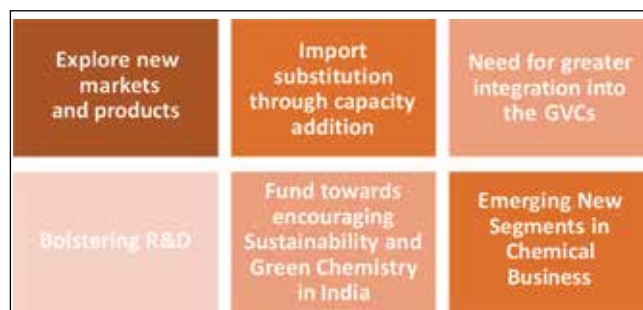 Explore new
markets
and products
Import
substitution
through capacity
addition
Need for greater
integration into
the GVCs
Bolstering R&D
Fund towards
encouraging
Sustainability and
Green Chemistry
in India
Emerging New
Segments in
Chemical
Business